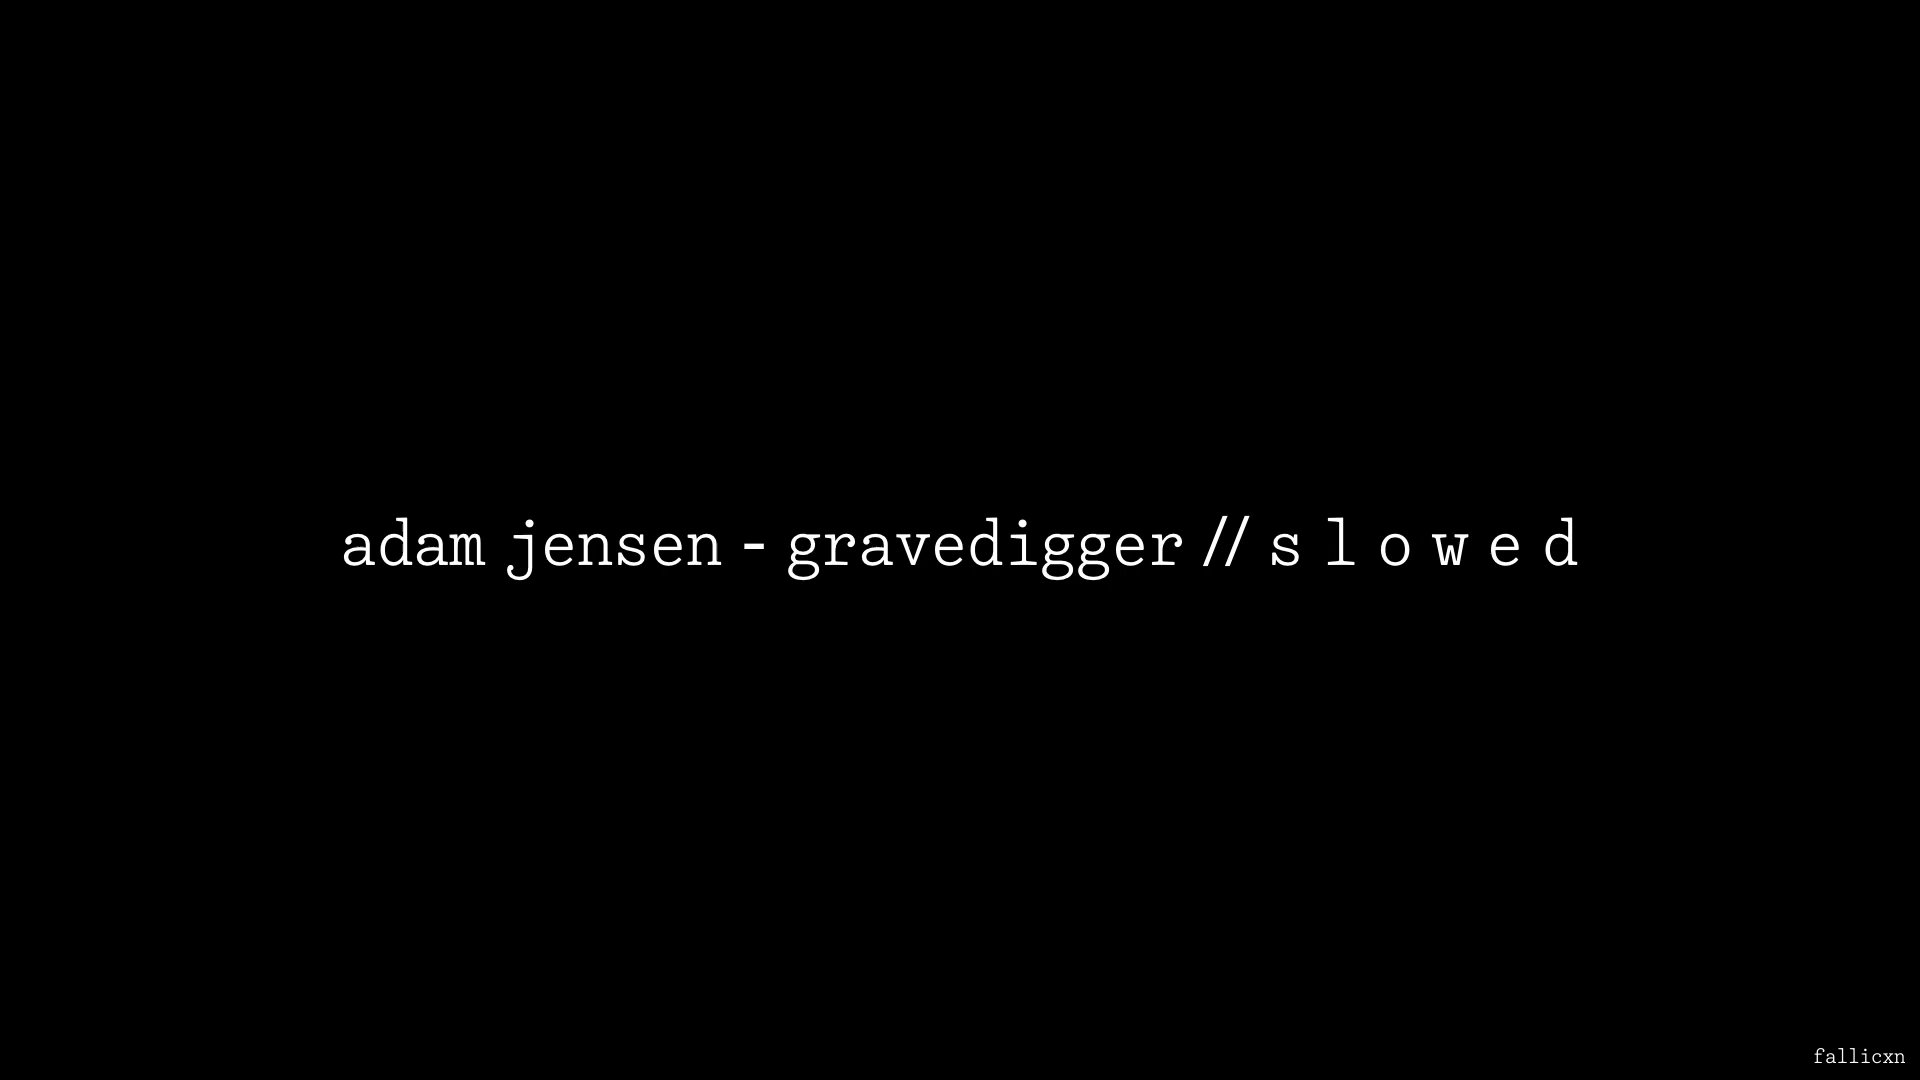 adam jensen - gravedigger // s l o w e d
fallicxn